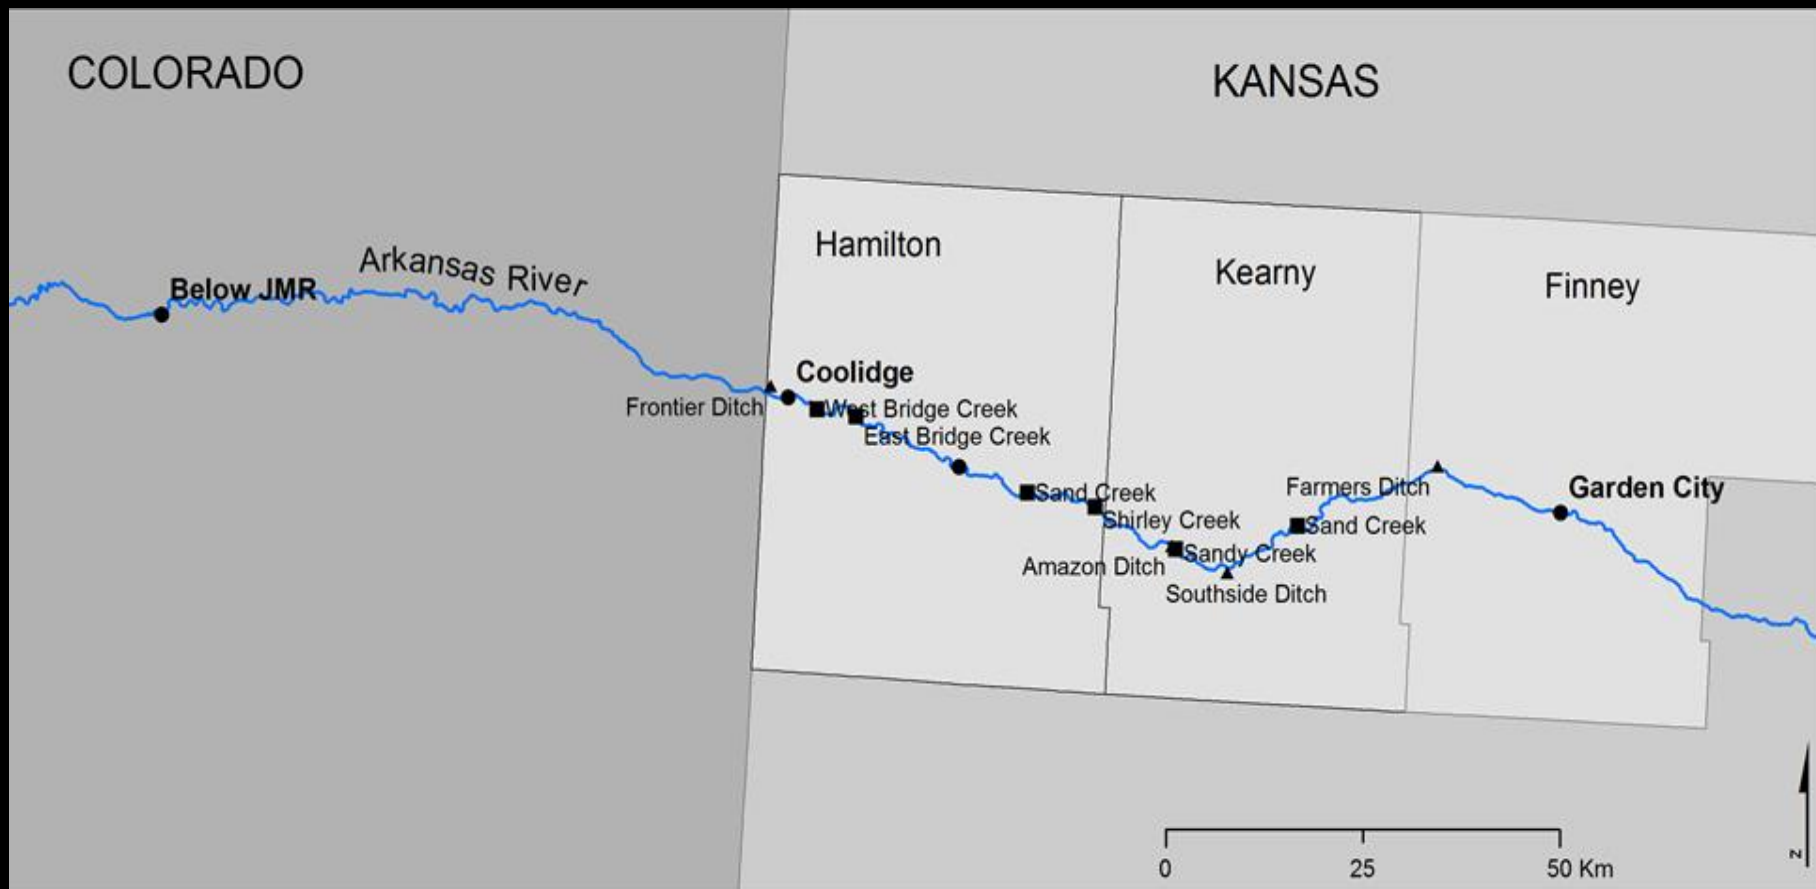 COLORADO
KANSAS
Hamilton
Kearny
Finney
Arkansas River
Below JMR
Coolidge
Frontier Ditch
West Bridge Creek
East Bridge Creek
Sand Creek
Shirley Creek
Farmers Ditch
Garden City
Sand Creek
Sandy Creek
Amazon Ditch
Southside Ditch
0 25 50 Km
N